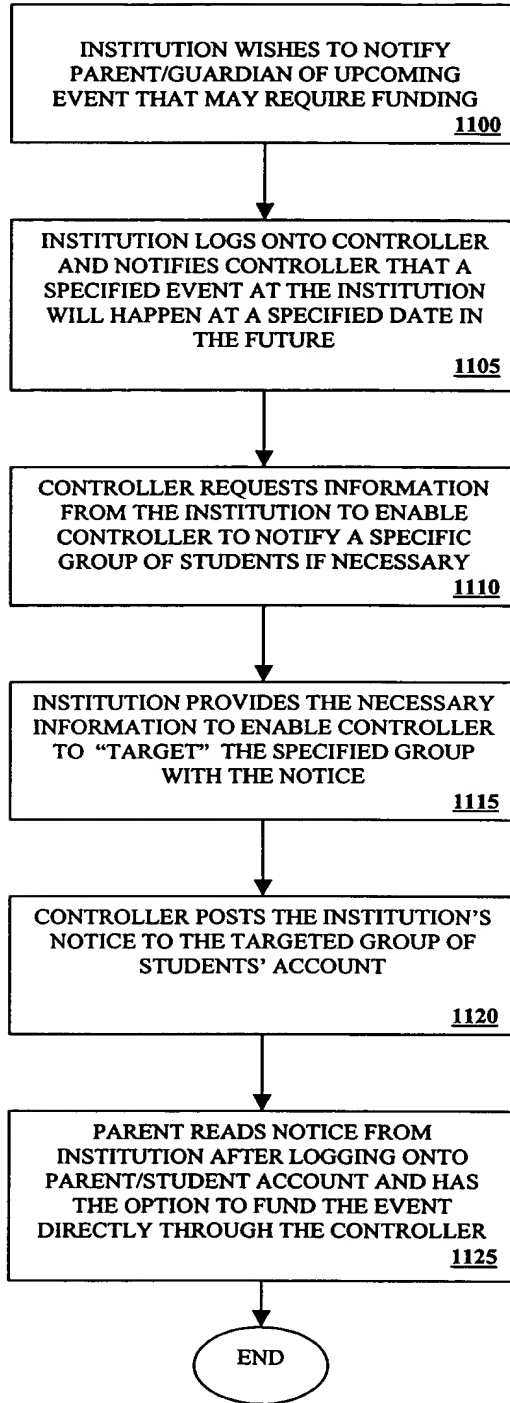 INSTITUTION WISHES TO NOTIFY
PARENT/GUARDIAN OF UPCOMING
EVENT THAT MAY REQUIRE FUNDING
1100
INSTITUTION LOGS ONTO CONTROLLER
AND NOTIFIES CONTROLLER THAT A
SPECIFIED EVENT AT THE INSTITUTION
WILL HAPPEN AT A SPECIFIED DATE IN
THE FUTURE
1105
CONTROLLER REQUESTS INFORMATION
FROM THE INSTITUTION TO ENABLE
CONTROLLER TO NOTIFY A SPECIFIC
GROUP OF STUDENTS IF NECESSARY
1110
INSTITUTION PROVIDES THE NECESSARY
INFORMATION TO ENABLE CONTROLLER
TO “TARGET” THE SPECIFIED GROUP
WITH THE NOTICE
1115
CONTROLLER POSTS THE INSTITUTION’S
NOTICE TO THE TARGETED GROUP OF
STUDENTS’ ACCOUNT
1120
PARENT READS NOTICE FROM
INSTITUTION AFTER LOGGING ONTO
PARENT/STUDENT ACCOUNT AND HAS
THE OPTION TO FUND THE EVENT
DIRECTLY THROUGH THE CONTROLLER
1125
END